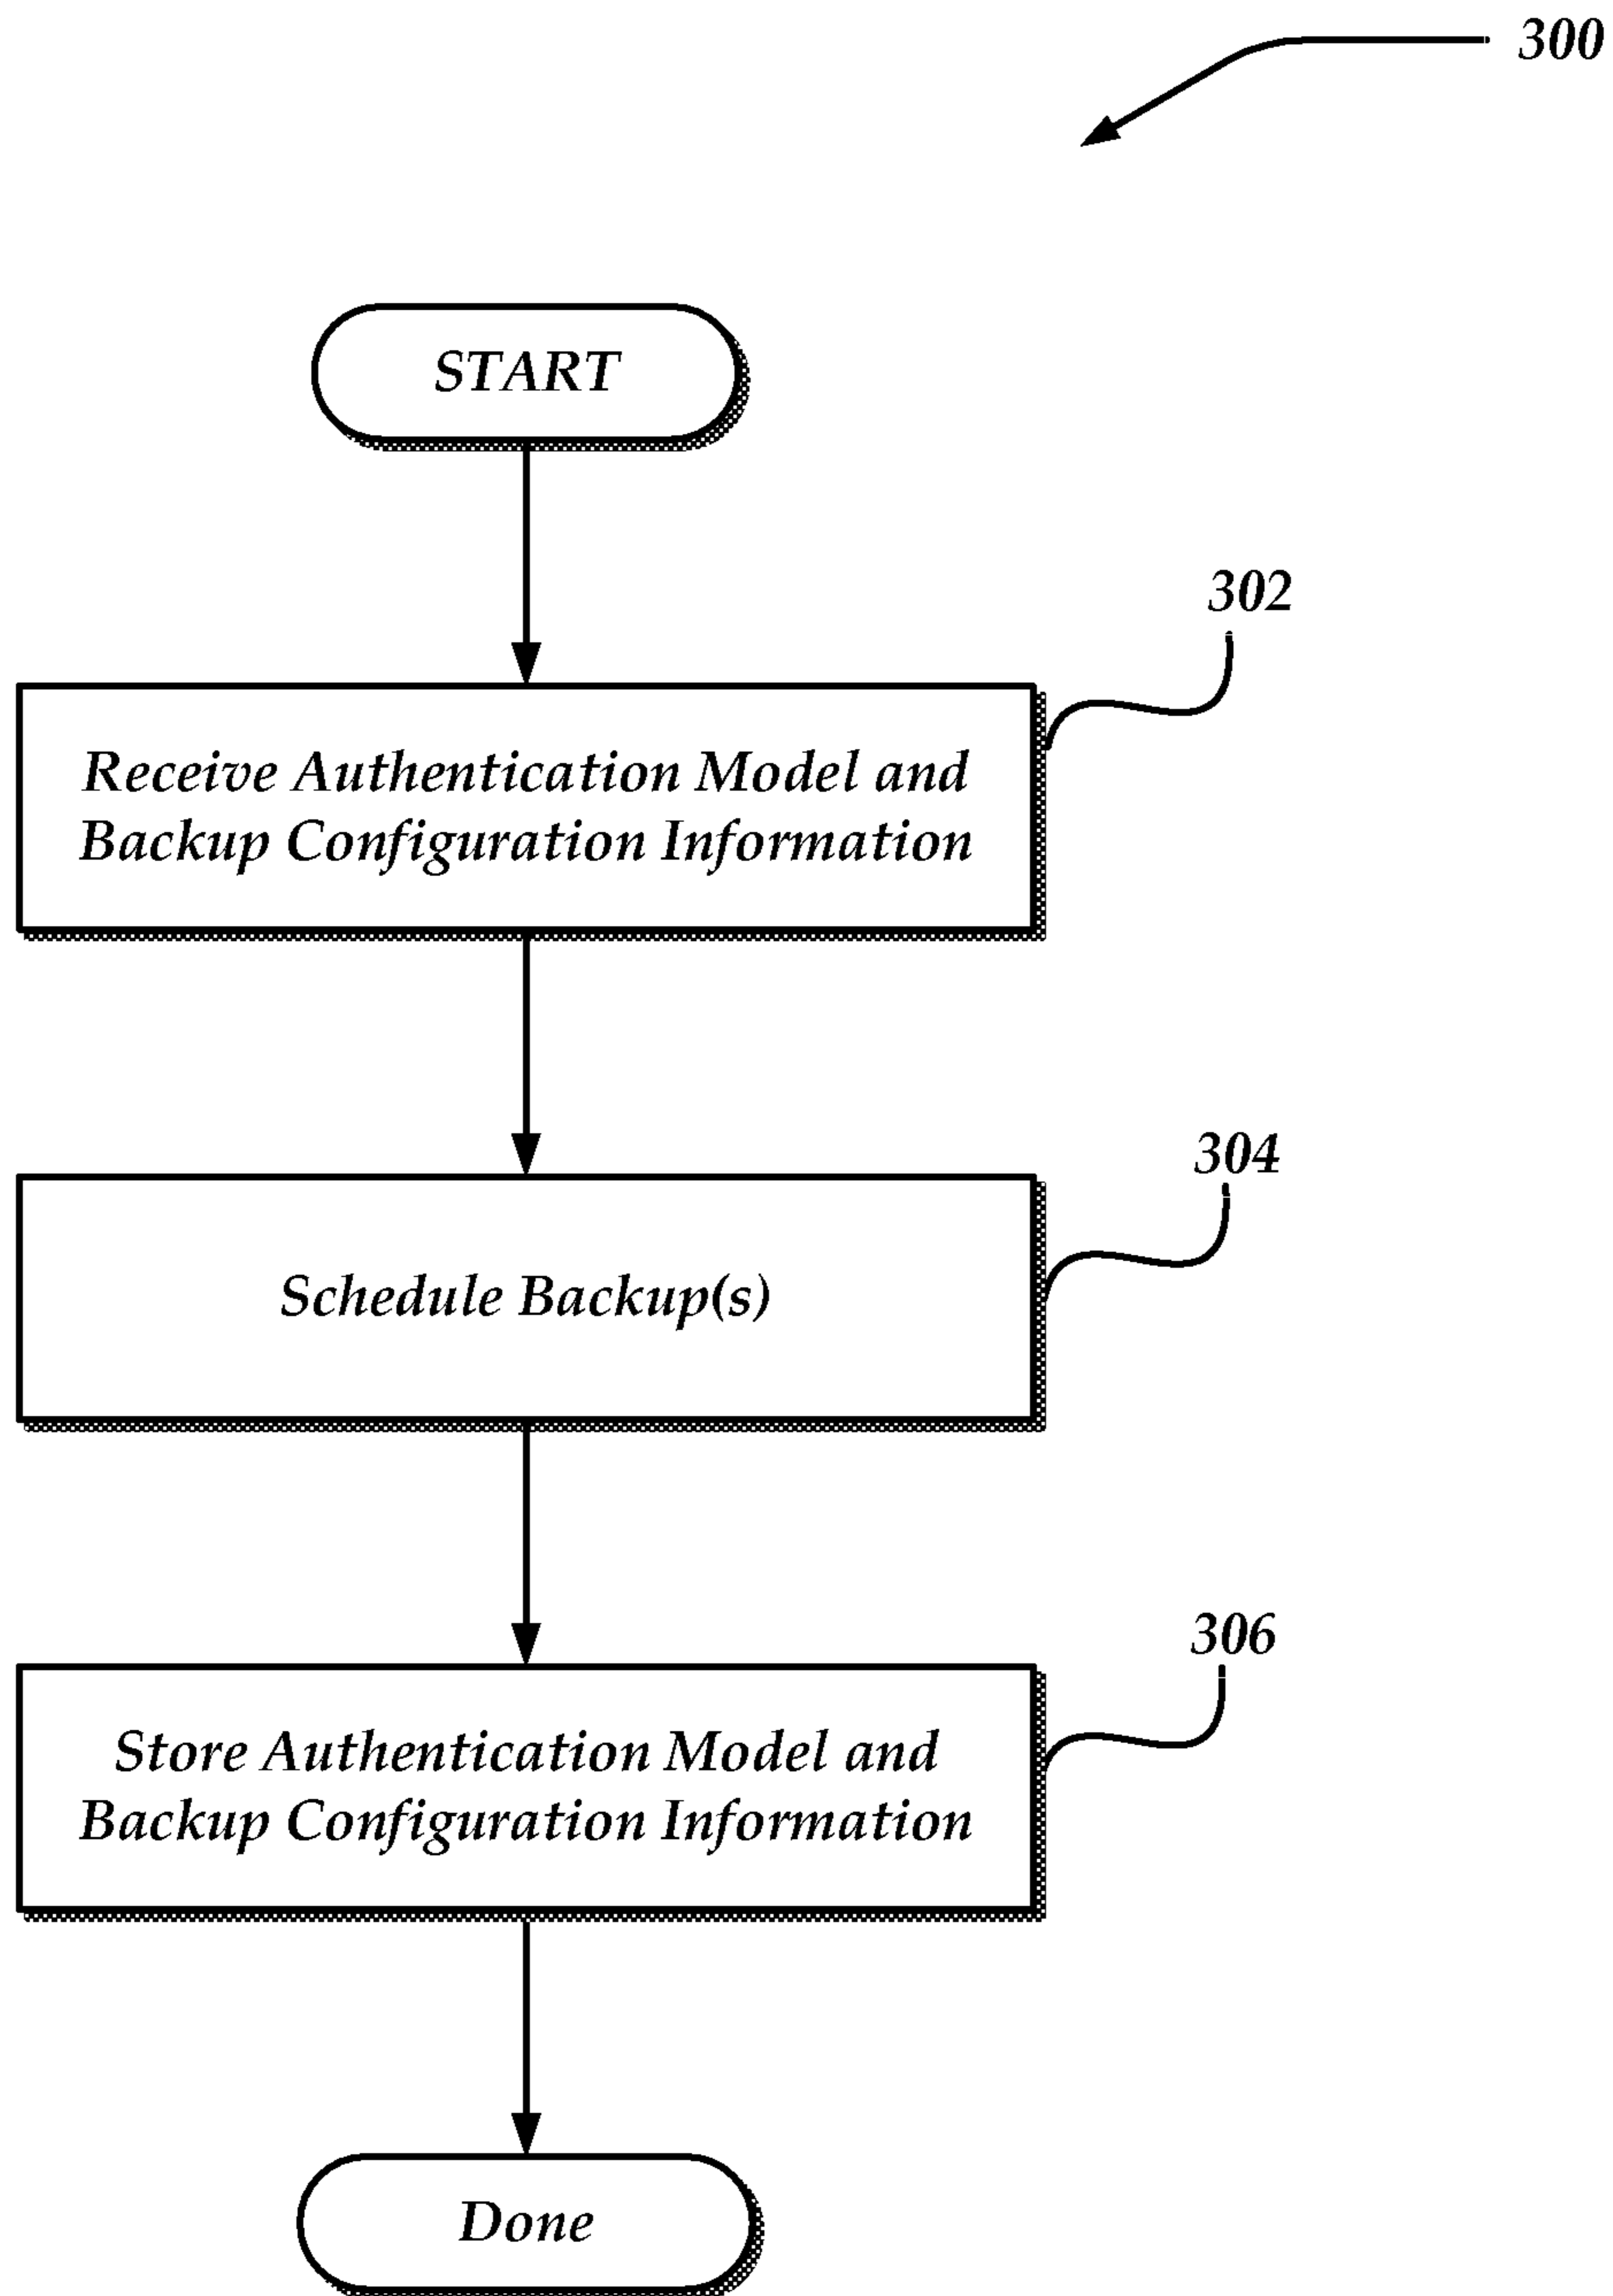 300
START
302
Receive Authentication Model and
Backup Configuration Information
304
Schedule Backup(s)
306
Store Authentication Model and
Backup Configuration Information
Done